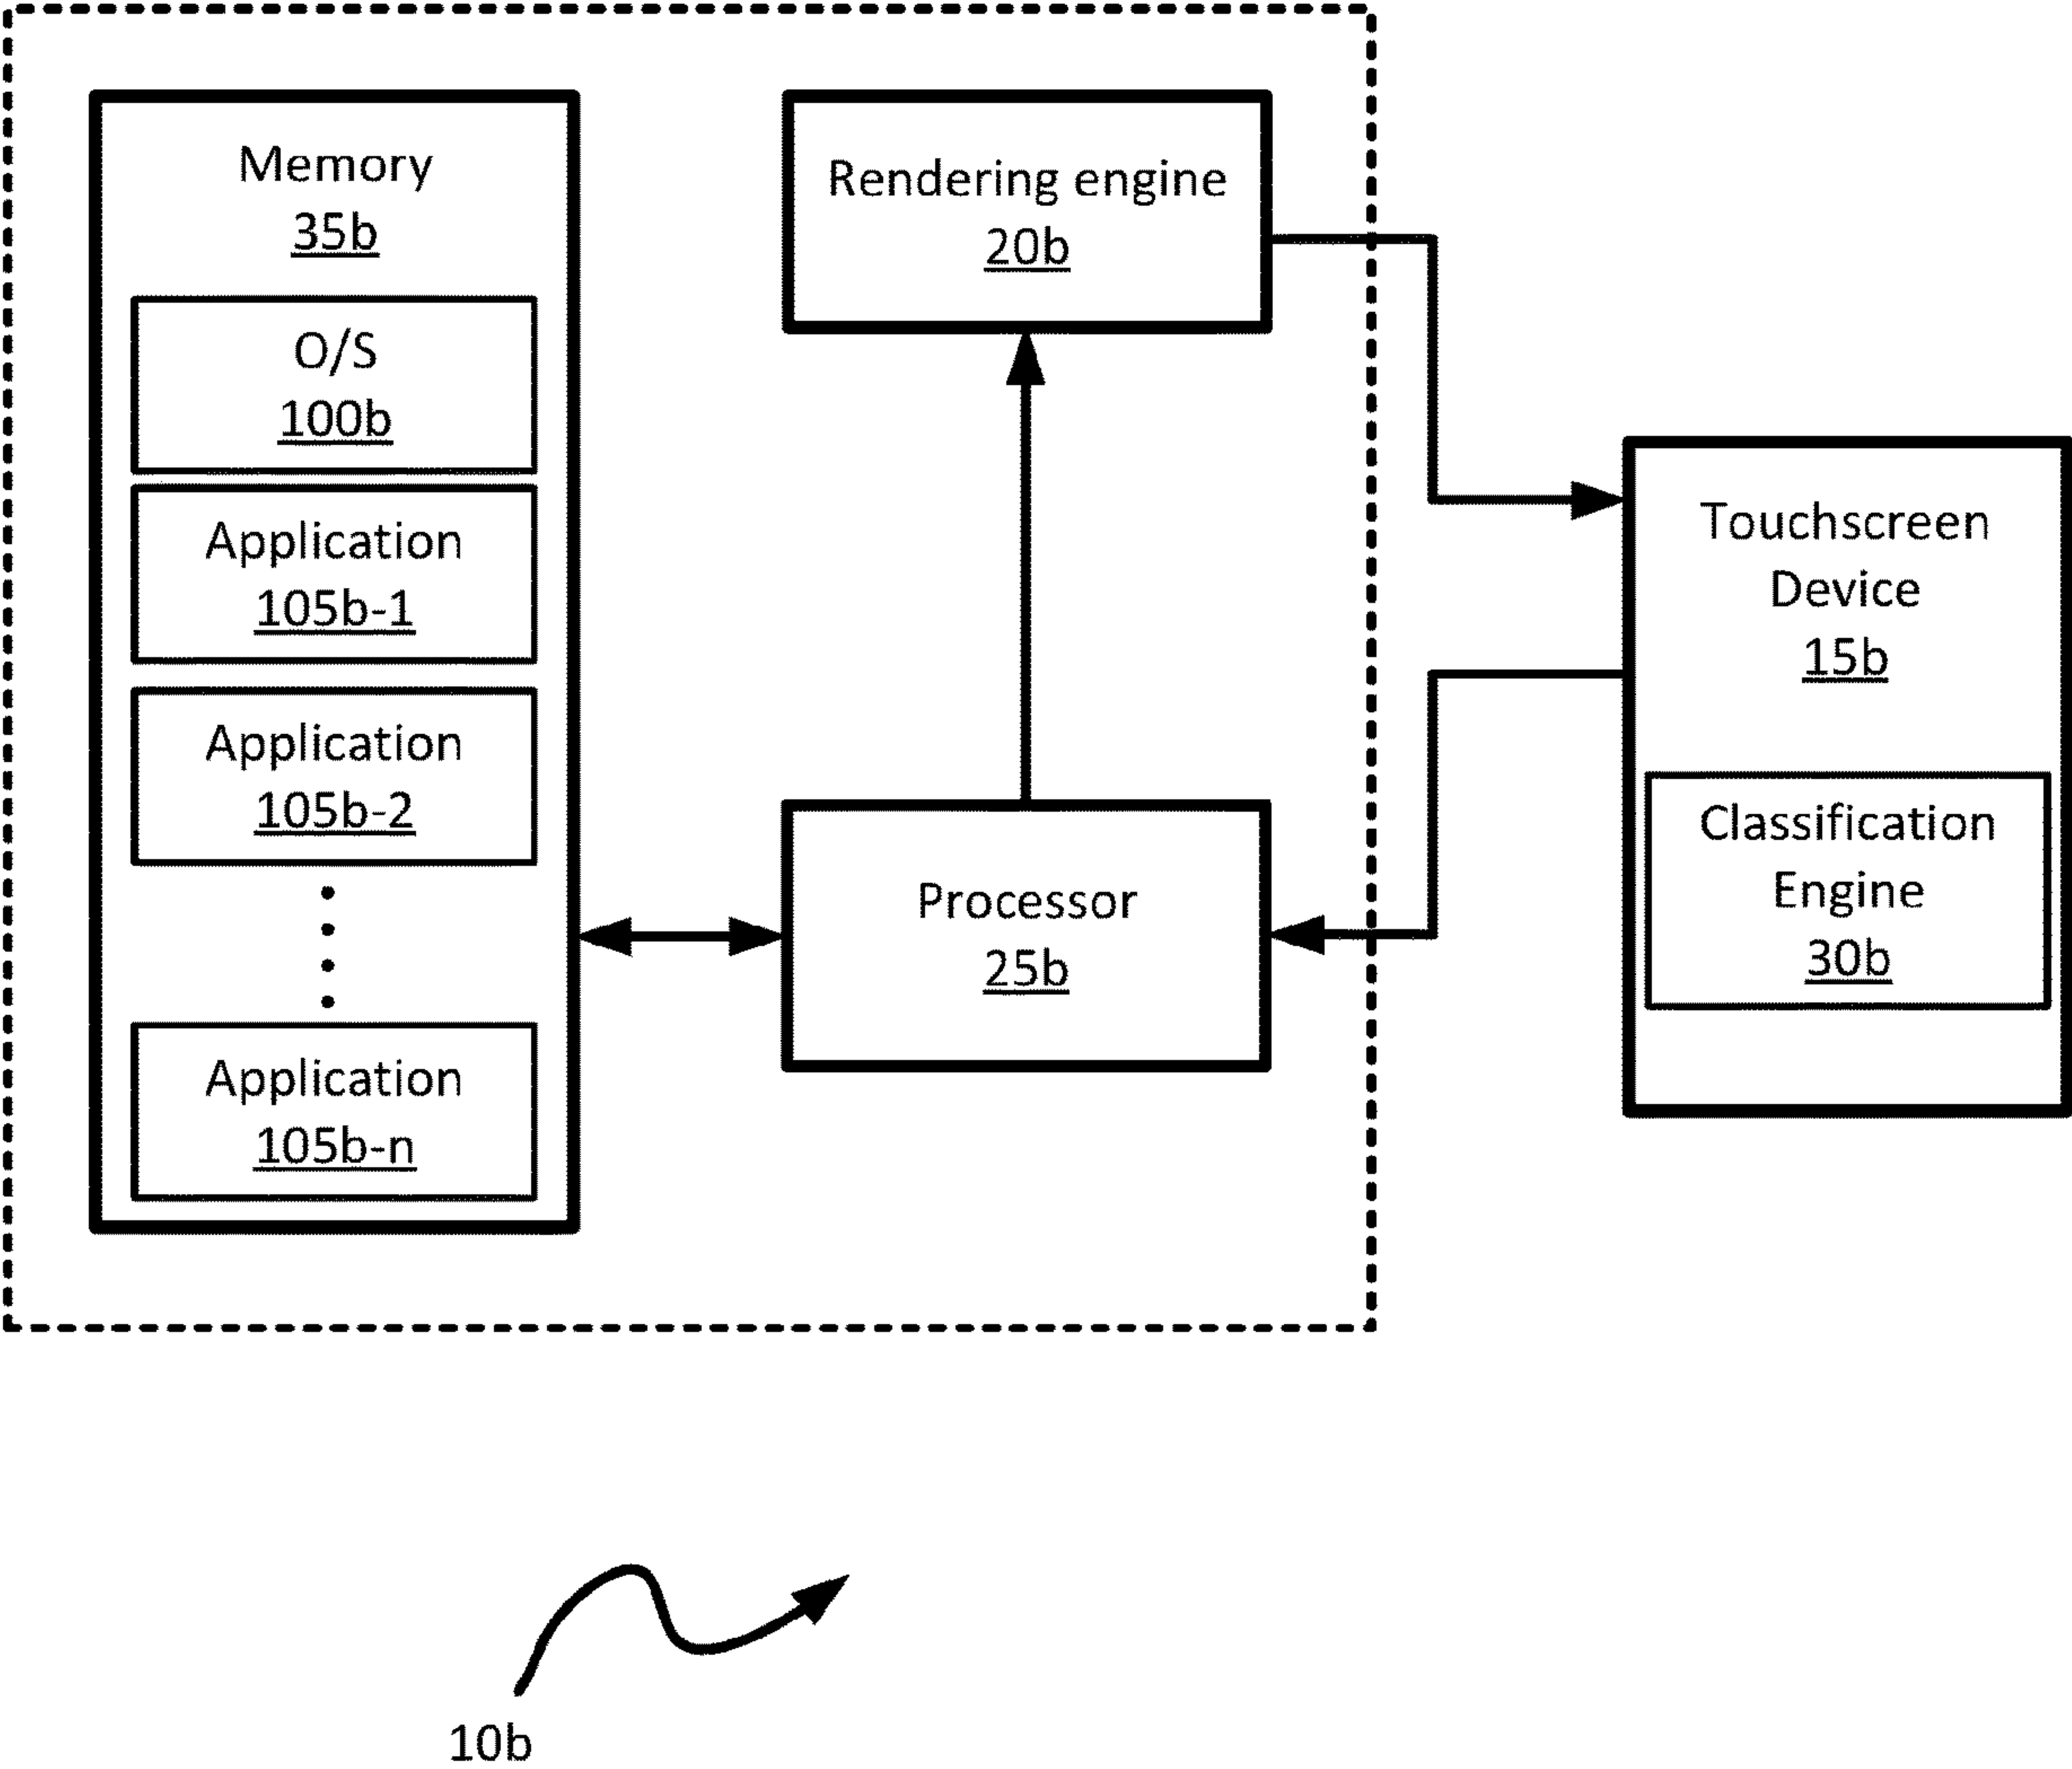 Memory
35b
O/S
100b
Application
105b-1
Application
105b-2
Application
105b-n
Rendering engine
20b
Processor
25b
Touchscreen
Device
15b
Classification
Engine
30b
10b